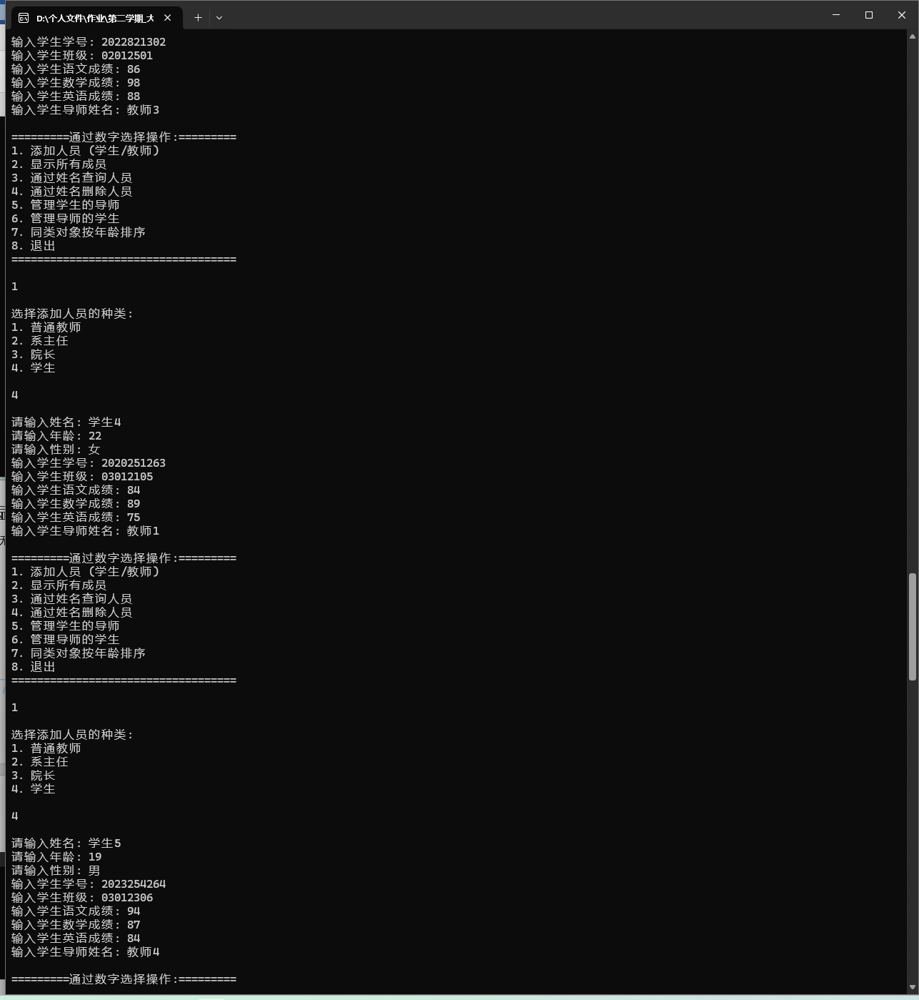 D:\个人文件\作业\第二学期_大
输入学生学号: 2022821302
输入学生班级: 02012501
输入学生语文成绩: 86
输入学生数学成绩: 98
输入学生英语成绩: 88
输入学生导师姓名: 教师3
=========通过数字选择操作:=========
1. 添加人员 (学生/教师)
2. 显示所有成员
3. 通过姓名查询人员
4. 通过姓名删除人员
5. 管理学生的导师
6. 管理导师的学生
7. 同类对象按年龄排序
8. 退出
===================================
1
选择添加人员的种类:
1. 普通教师
2. 系主任
3. 院长
4. 学生
4
请输入姓名: 学生4
请输入年龄: 22
请输入性别: 女
输入学生学号: 2020251263
输入学生班级: 03012105
输入学生语文成绩: 84
输入学生数学成绩: 89
输入学生英语成绩: 75
输入学生导师姓名: 教师1
=========通过数字选择操作:=========
1. 添加人员 (学生/教师)
2. 显示所有成员
3. 通过姓名查询人员
4. 通过姓名删除人员
5. 管理学生的导师
6. 管理导师的学生
7. 同类对象按年龄排序
8. 退出
===================================
1
选择添加人员的种类:
1. 普通教师
2. 系主任
3. 院长
4. 学生
4
请输入姓名: 学生5
请输入年龄: 19
请输入性别: 男
输入学生学号: 2023254264
输入学生班级: 03012306
输入学生语文成绩: 94
输入学生数学成绩: 87
输入学生英语成绩: 84
输入学生导师姓名: 教师4
=========通过数字选择操作:=========